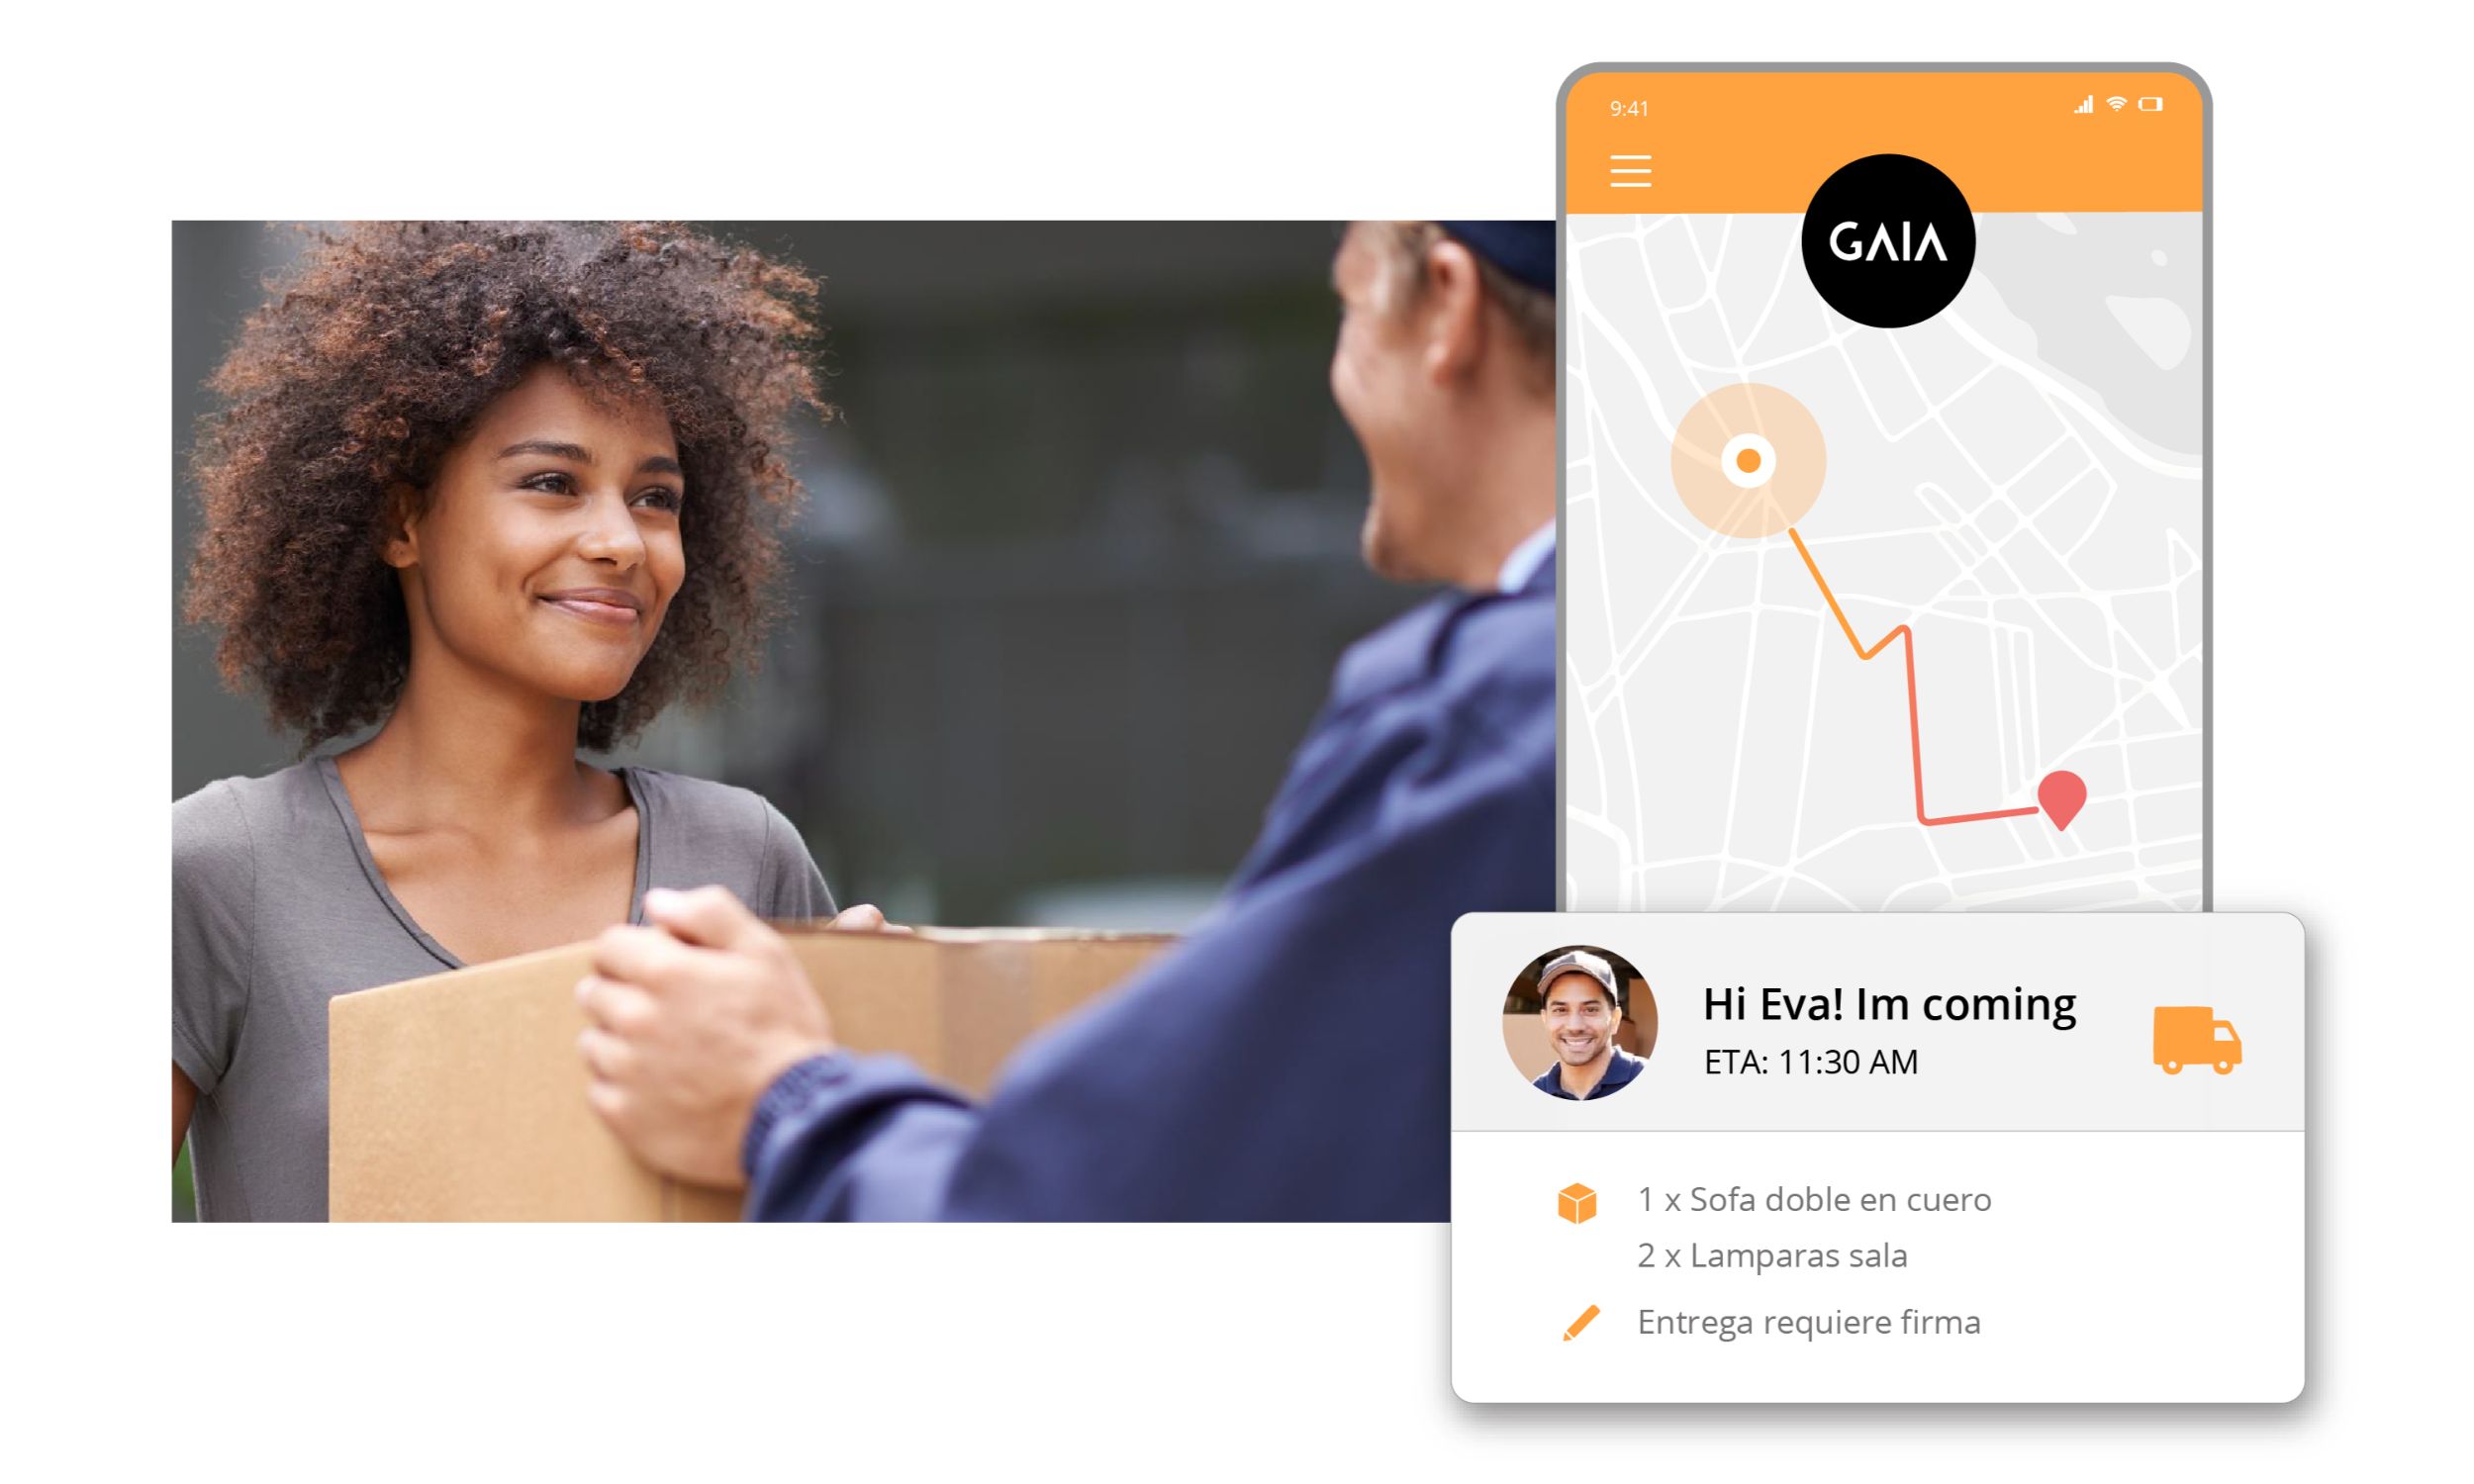 9:41
GAIA
Hi Eva! Im coming
ETA: 11:30 AM
1 x Sofa doble en cuero
2 x Lamparas sala
Entrega requiere firma